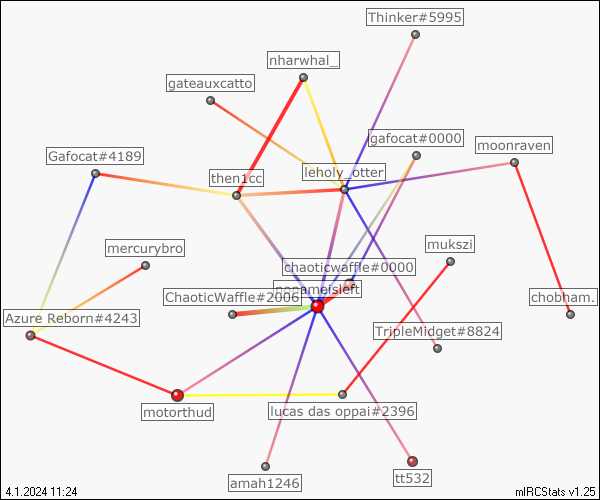 Thinker#5995
nharwhal_
gateauxcatto
gafocat#0000
moonraven
Gafocat#4189
leholy_otter
then1cc
mukszi
mercurybro
chaoticwaffle#0000
nonameisleft
ChaoticWaffle#2006
chobham.
Azure Reborn#4243
TripleMidget#8824
motorthud
lucas das oppai#2396
tt532
amah1246
4.1.2024 11:24
mIRCStats v1.25